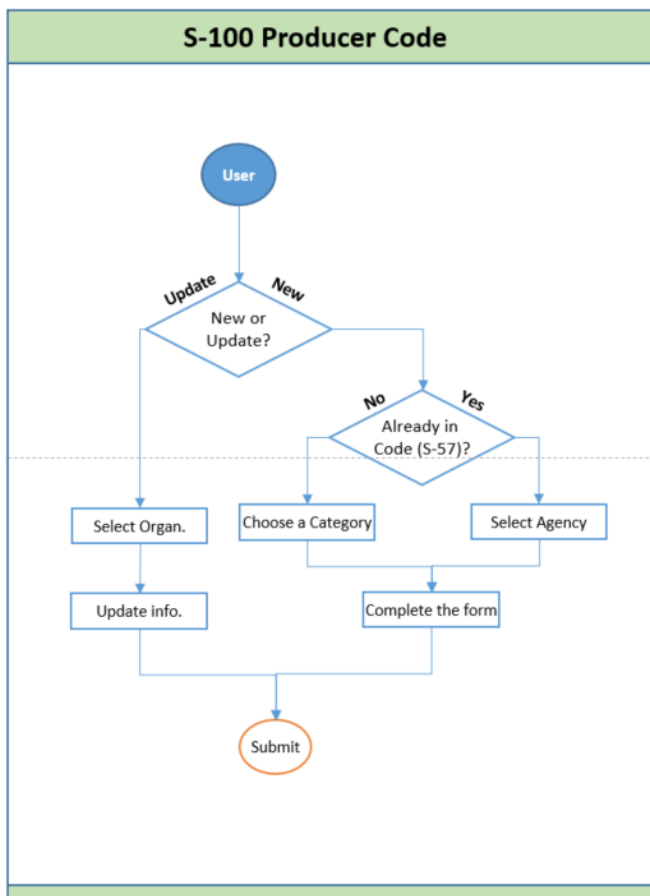 S-100 Producer Code
User
Update
New
New or
Update?
No
Yes
Already in
Code (S-57)?
Select Organ.
Choose a Category
Select Agency
Update info.
Complete the form
Submit